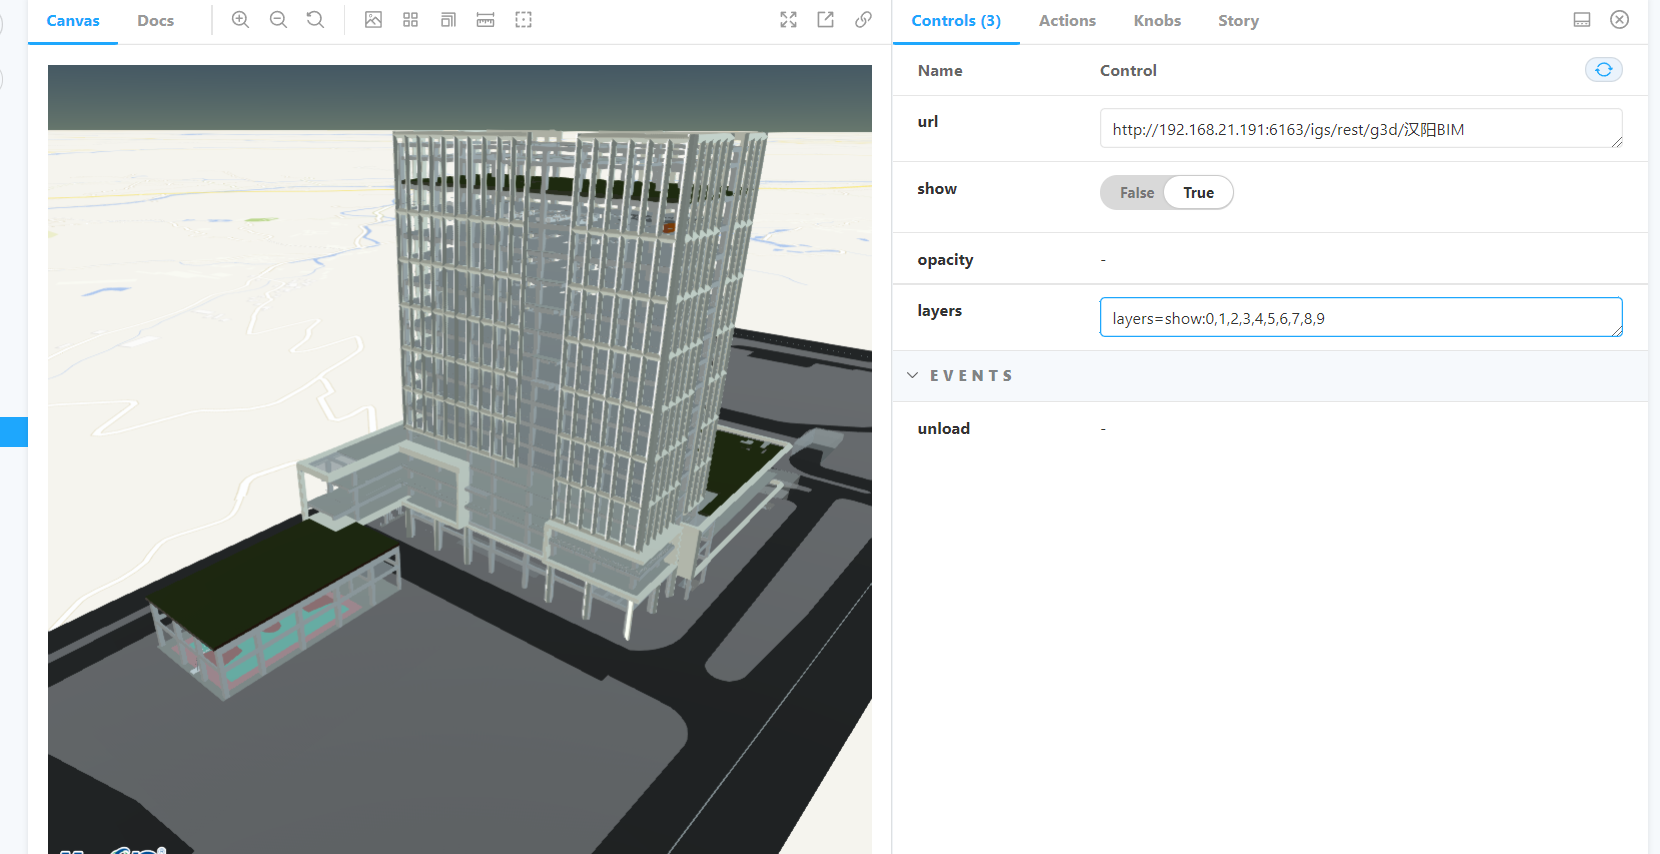 Canvas Docs
Controls (3) Actions Knobs Story
Name Control
url http://192.168.21.191:6163/igs/rest/g3d/汉阳BIM
show False True
opacity -
layers layers=show:0,1,2,3,4,5,6,7,8,9
EVENTS
unload -